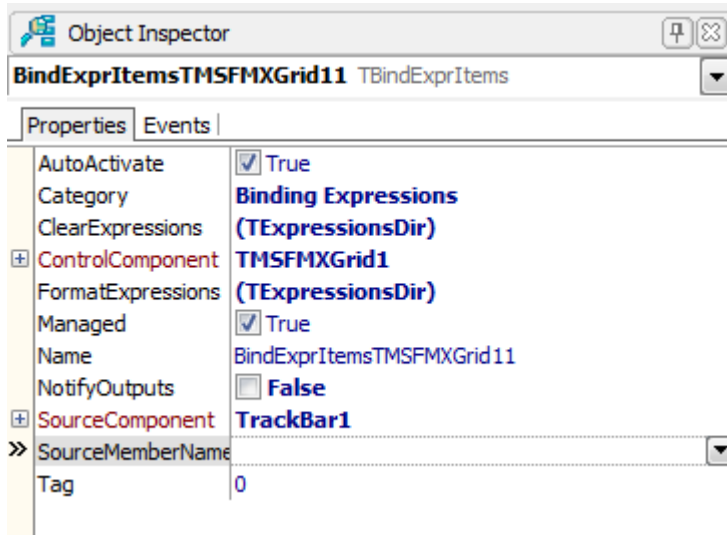 Object Inspector
BindExprItemsTMSFMXGrid11 TBindExprItems
Properties Events
AutoActivate True
Category Binding Expressions
ClearExpressions (TExpressionsDir)
ControlComponent TMSFMXGrid1
FormatExpressions (TExpressionsDir)
Managed True
Name BindExprItemsTMSFMXGrid11
NotifyOutputs False
SourceComponent TrackBar1
SourceMemberName
Tag 0